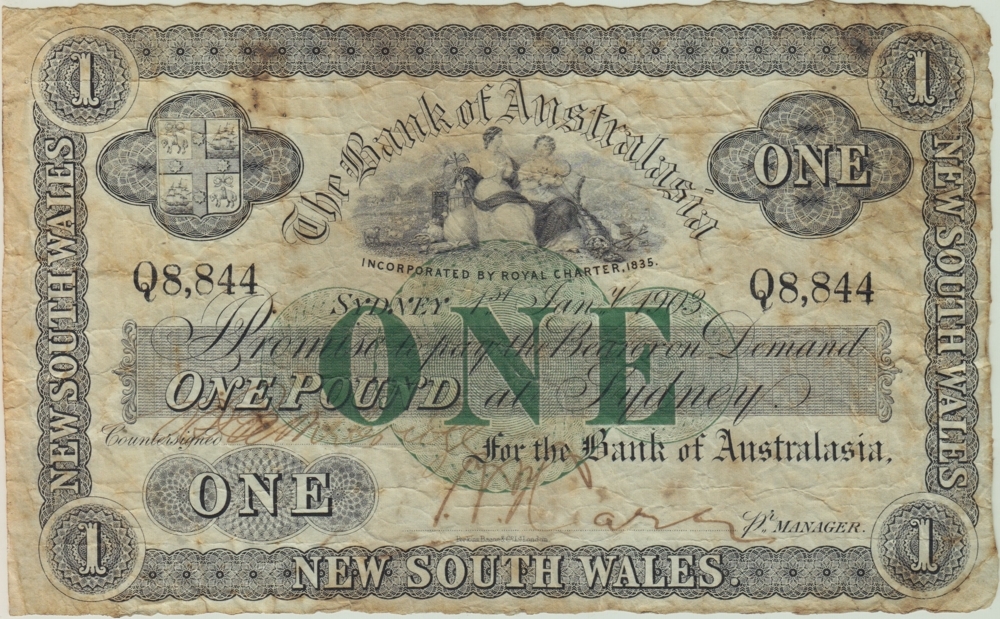 1
1
The Bank of Australasia
ONE
INCORPORATED BY ROYAL CHARTER, 1835.
Q8,844
Q8,844
SYDNEY 1st Jany 1903
ONE
I Promise to pay the Bearer on Demand
ONE POUND at Sydney.
Countersigned
For the Bank of Australasia,
ONE
Pr. MANAGER.
NEW SOUTH WALES
NEW SOUTH WALES
1
NEW SOUTH WALES.
1